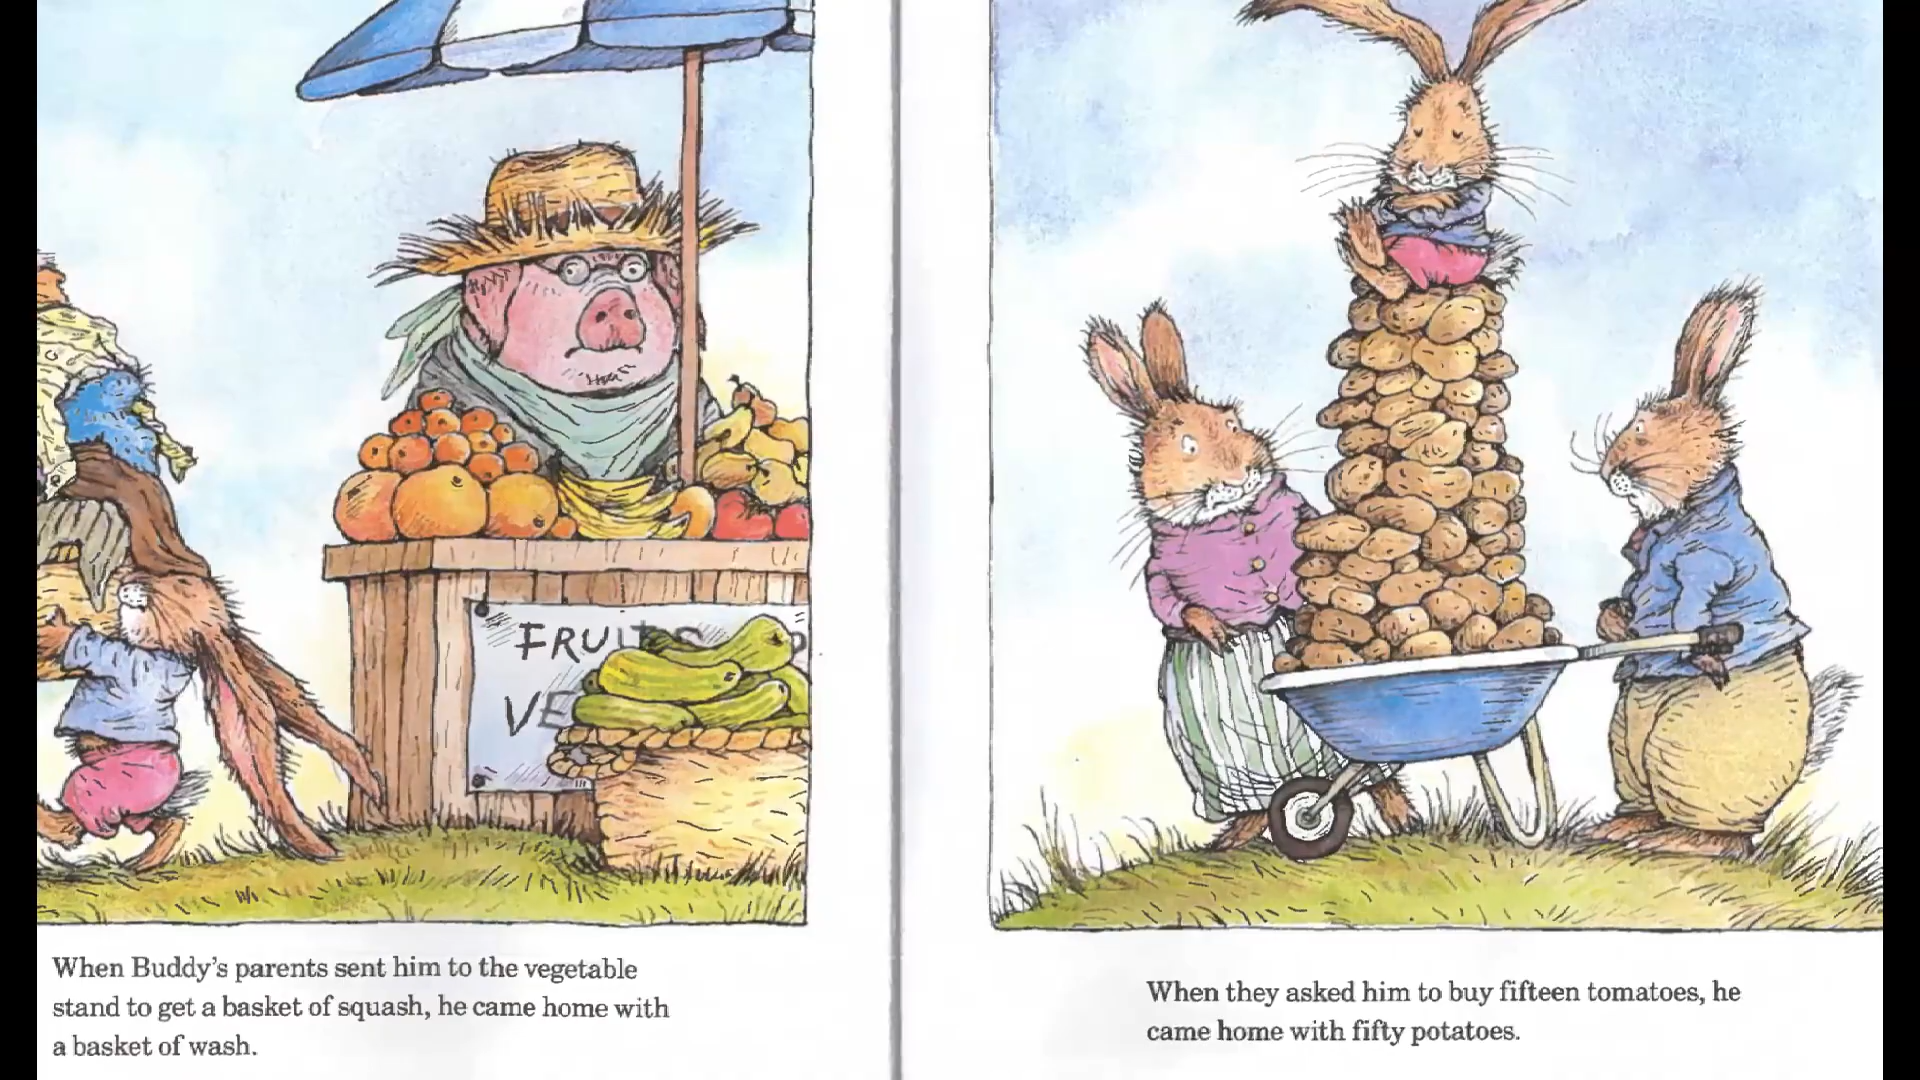 FRUITS
VE
When Buddy's parents sent him to the vegetable
stand to get a basket of squash, he came home with
a basket of wash.
When they asked him to buy fifteen tomatoes, he
came home with fifty potatoes.